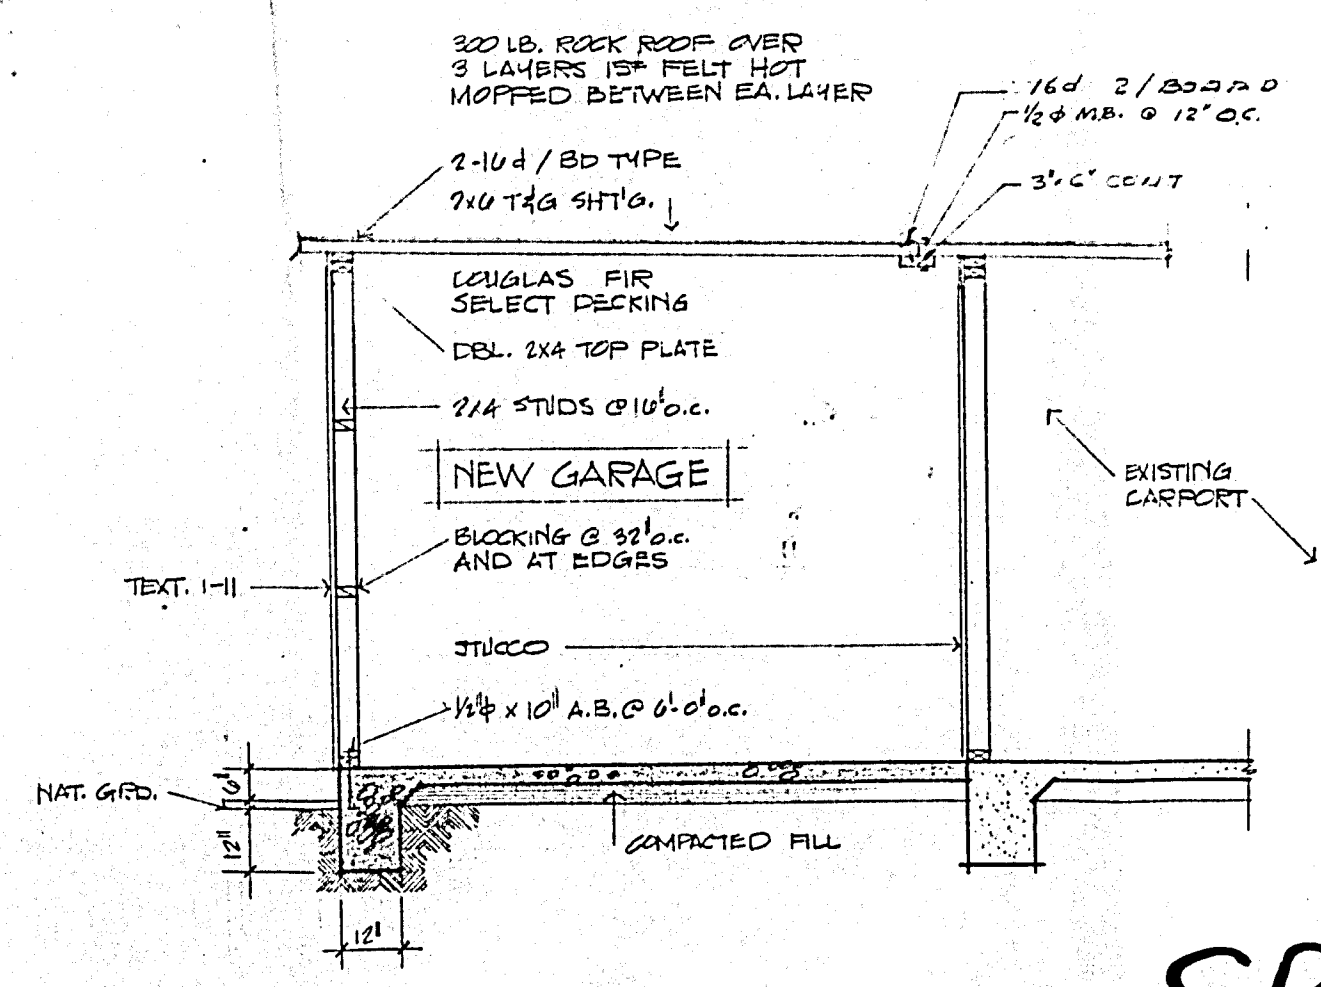 300 LB. ROCK ROOF OVER
3 LAYERS 15# FELT HOT
MOPPED BETWEEN EA. LAYER
16d 2/BOARD
1/2 ф M.B. @ 12" O.C.
2-16d / BD TYPE
2x6 T&G SHT'G.
CONT
DOUGLAS FIR
SELECT DECKING
DBL. 2X4 TOP PLATE
2X4 STUDS @ 16" O.C.
NEW GARAGE
EXISTING
CARPORT
BLOCKING @ 32" O.C.
AND AT EDGES
TEXT. 1-11
STUCCO
1/2"ф x 10" A.B. @ 6'-0" O.C.
NAT. GRD.
6"
12"
COMPACTED FILL
12"